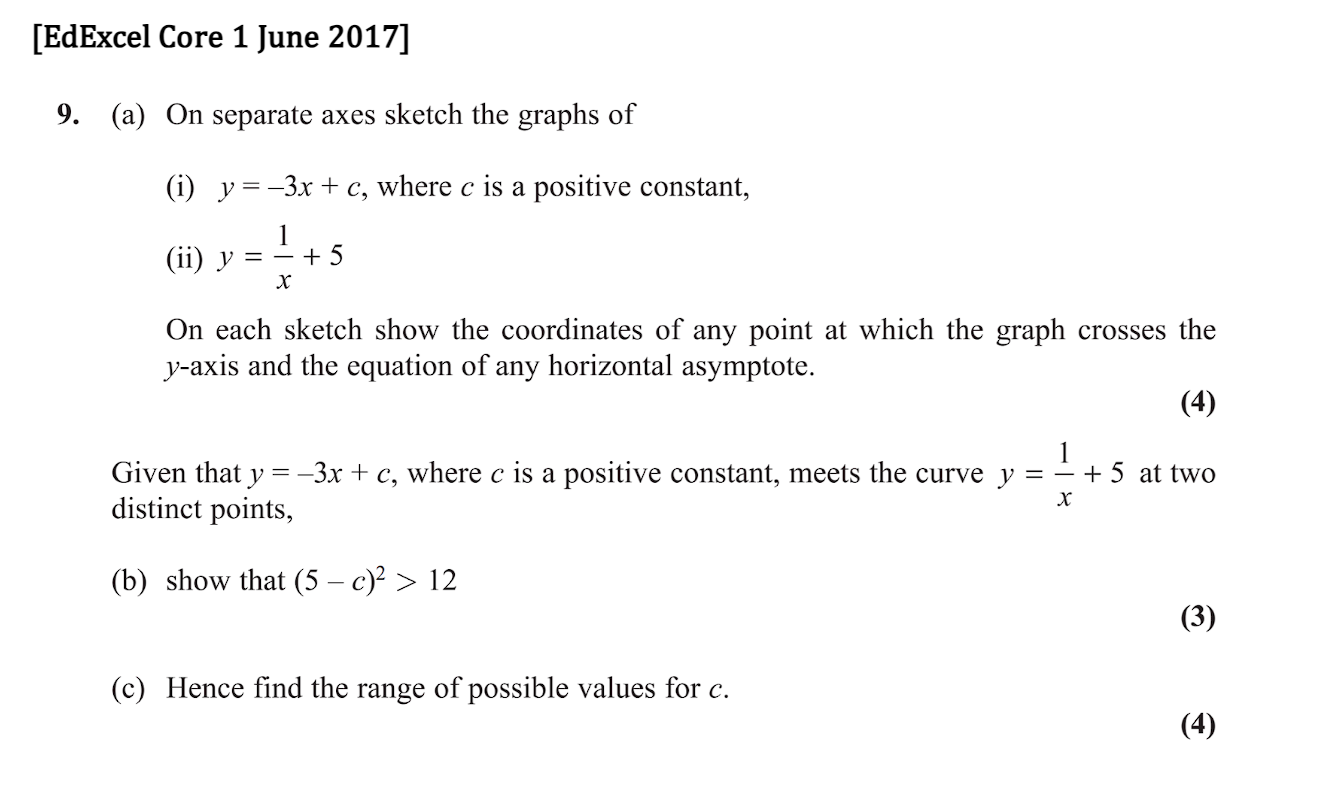 [EdExcel Core 1 June 2017]
9. (a) On separate axes sketch the graphs of
(i) y = –3x + c, where c is a positive constant,
(ii) y = 1/x + 5
On each sketch show the coordinates of any point at which the graph crosses the
y-axis and the equation of any horizontal asymptote.
(4)
Given that y = –3x + c, where c is a positive constant, meets the curve y = 1/x + 5 at two
distinct points,
(b) show that (5 – c)² > 12
(3)
(c) Hence find the range of possible values for c.
(4)